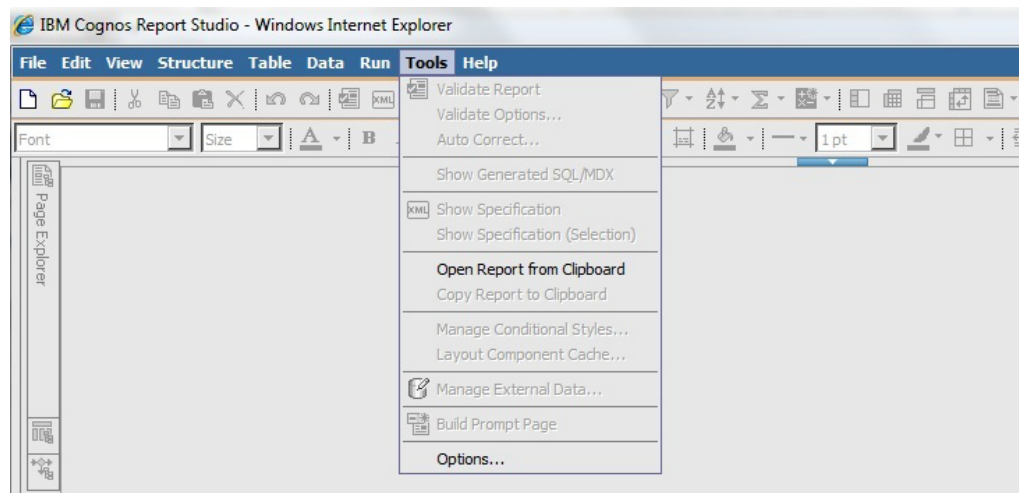 IBM Cognos Report Studio - Windows Internet Explorer
File Edit View Structure Table Data Run Tools Help
XML
Font Size A B 1 pt
Validate Report
Validate Options...
Auto Correct...
Show Generated SQL/MDX
XML Show Specification
Show Specification (Selection)
Open Report from Clipboard
Copy Report to Clipboard
Manage Conditional Styles...
Layout Component Cache...
Manage External Data...
Build Prompt Page
Options...
Page Explorer